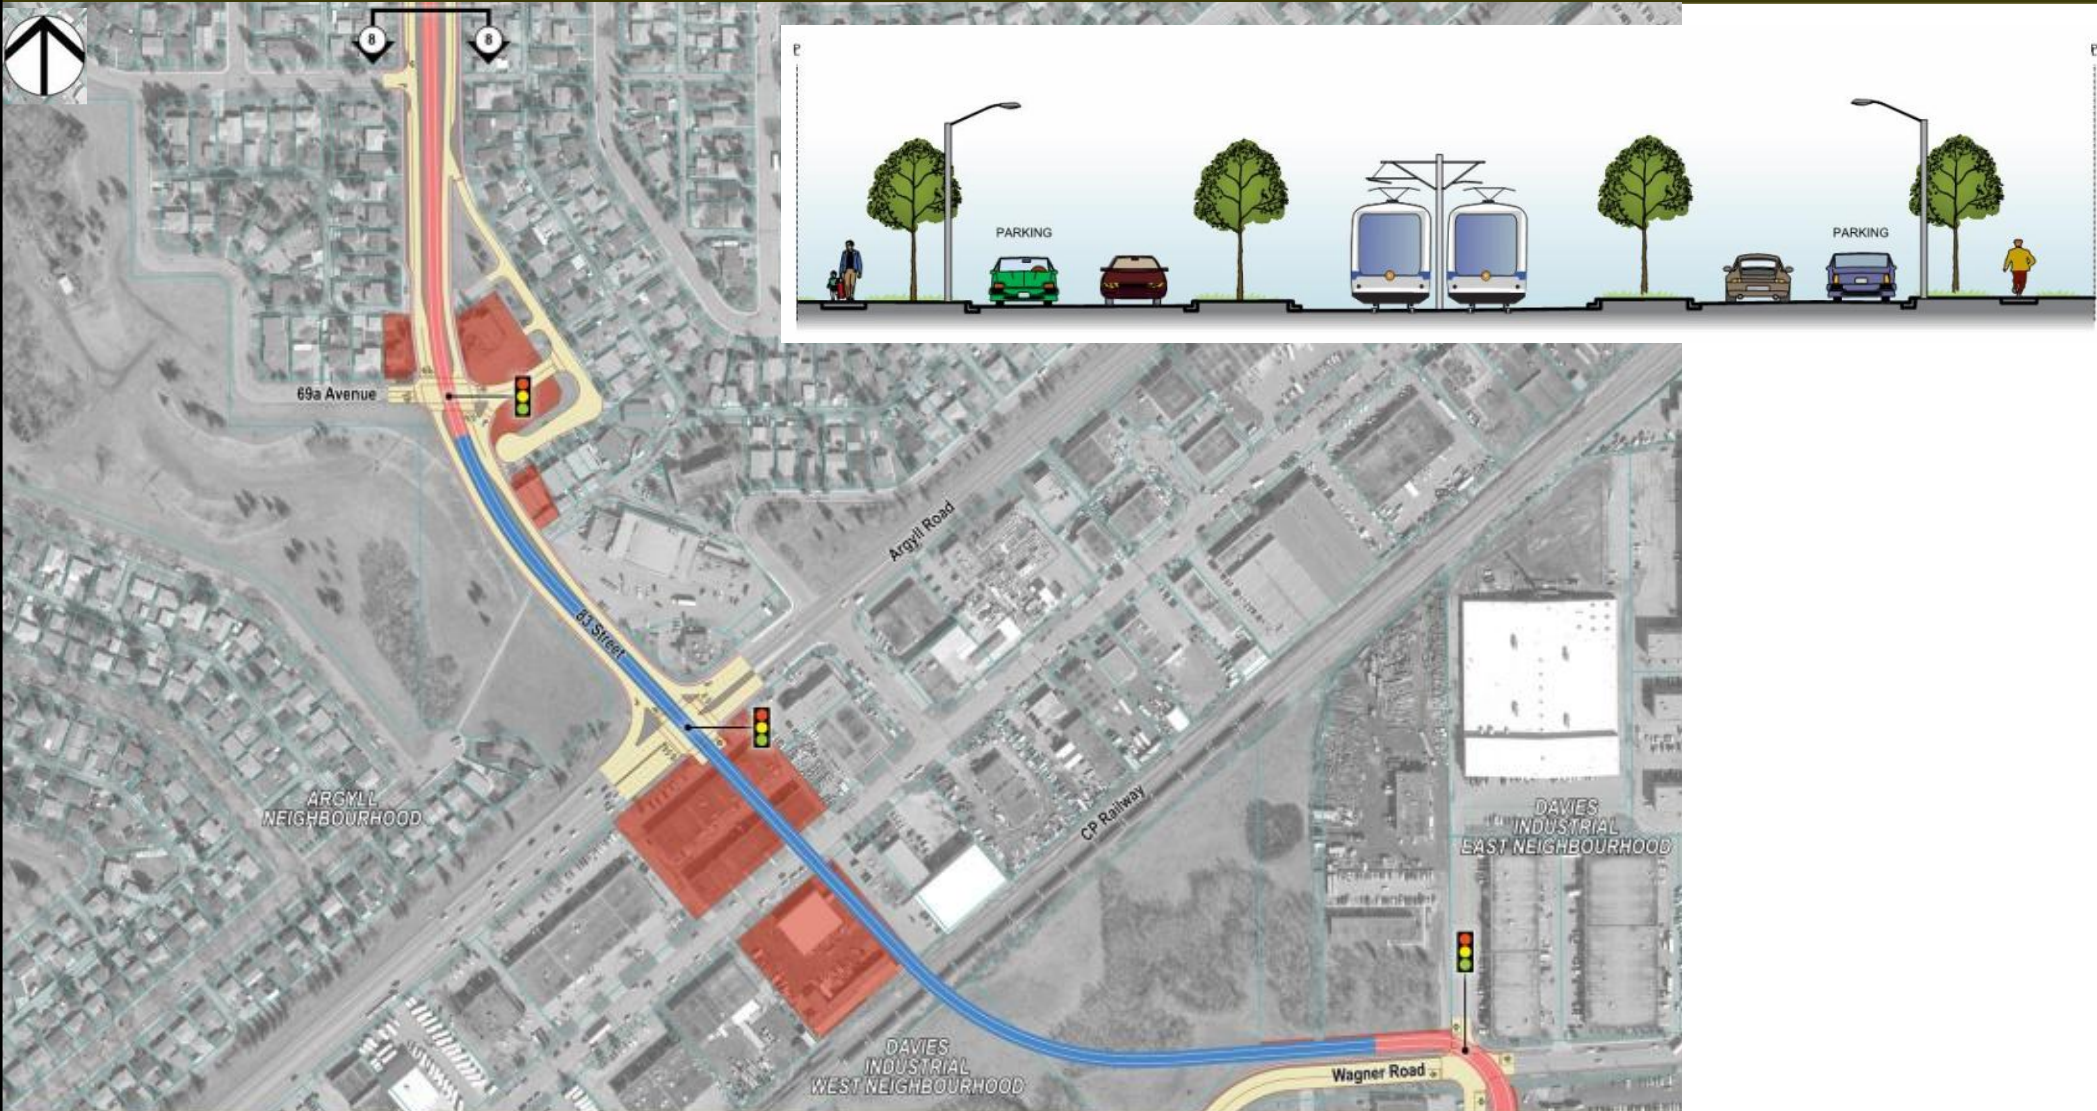 8 8
PARKING
PARKING
69a Avenue
Argyll Road
83 Street
ARGYLL
NEIGHBOURHOOD
CP Railway
DAVIES
INDUSTRIAL
EAST NEIGHBOURHOOD
DAVIES
INDUSTRIAL
WEST NEIGHBOURHOOD
Wagner Road